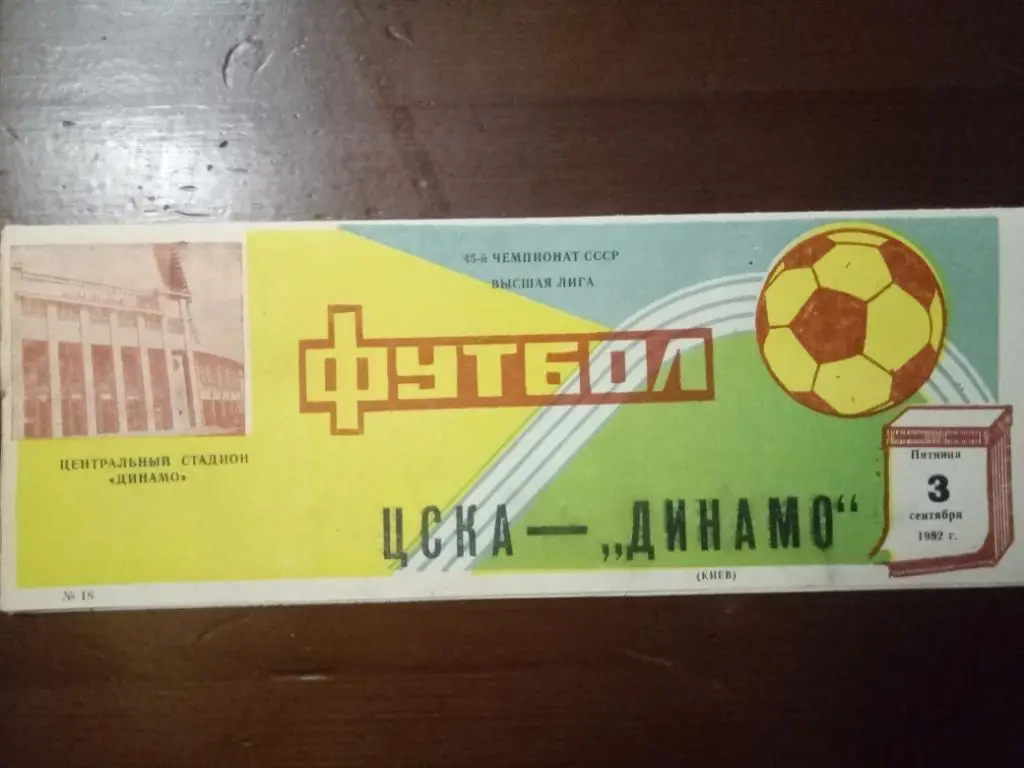 45-й ЧЕМПИОНАТ СССР
ВЫСШАЯ ЛИГА
ФУТБОЛ
ЦЕНТРАЛЬНЫЙ СТАДИОН
«ДИНАМО»
Пятница
3
сентября
1982 г.
ЦСКА — „ДИНАМО“
(КИЕВ)
№ 18